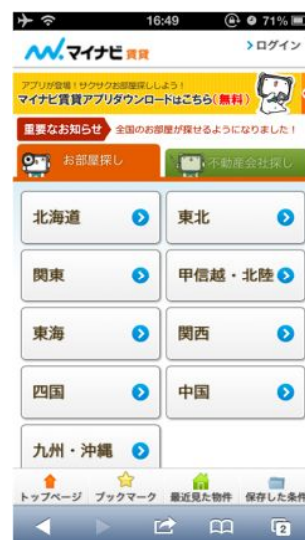 16:49
71%
マイナビ 賃貸
ログイン
アプリが登場！サクサクお部屋探ししよう！
マイナビ賃貸アプリダウンロードはこちら(無料)
重要なお知らせ 全国のお部屋が探せるようになりました！
お部屋探し
不動産会社探し
北海道
東北
関東
甲信越・北陸
東海
関西
四国
中国
九州・沖縄
トップページ
ブックマーク
最近見た物件
保存した条件
2